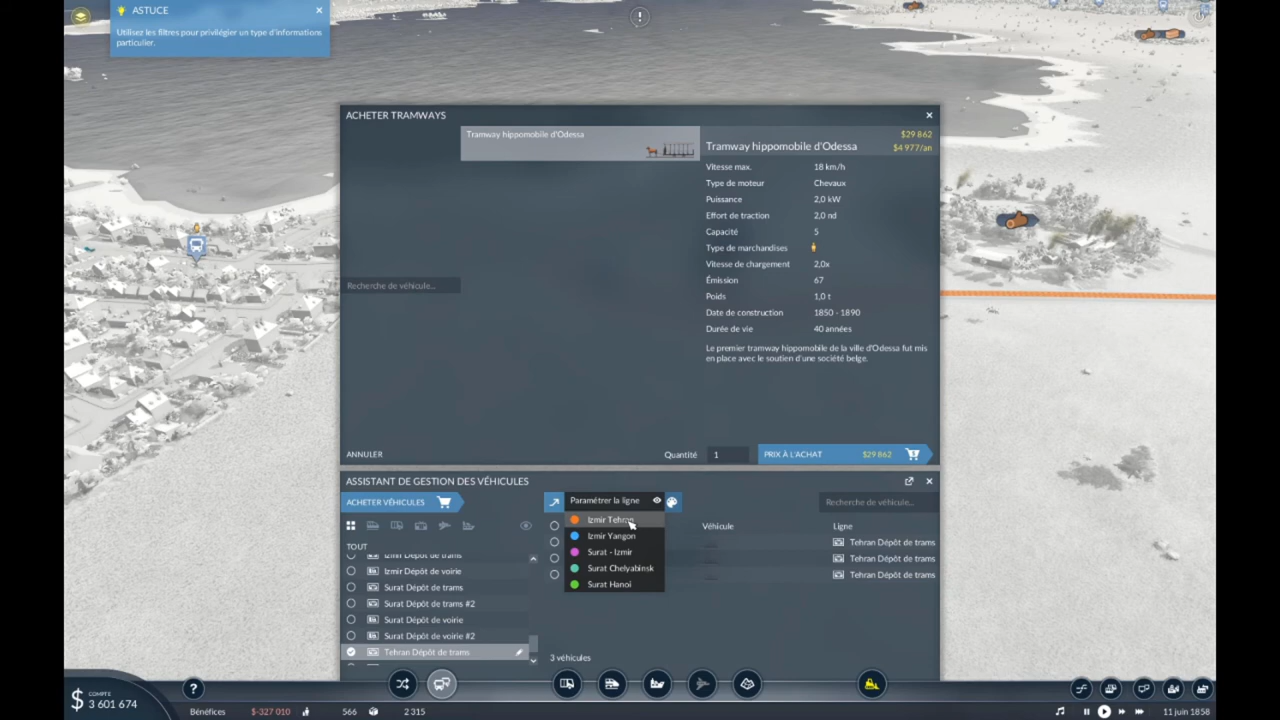 ASTUCE
Utilisez les filtres pour privilégier un type d'informations
particulier.
ACHETER TRAMWAYS
Tramway hippomobile d'Odessa
Recherche de véhicule...
$29 862
Tramway hippomobile d'Odessa
$4 977/an
Vitesse max. 18 km/h
Type de moteur Chevaux
Puissance 2,0 kW
Effort de traction 2,0 nd
Capacité 5
Type de marchandises
Vitesse de chargement 2,0x
Émission 67
Poids 1,0 t
Date de construction 1850 - 1890
Durée de vie 40 années
Le premier tramway hippomobile de la ville d'Odessa fut mis
en place avec le soutien d'une société belge.
ANNULER
Quantité 1
PRIX À L'ACHAT $29 862
ASSISTANT DE GESTION DES VÉHICULES
ACHETER VÉHICULES
Paramétrer la ligne
Recherche de véhicule...
Izmir Tehran
Izmir Yangon
Surat - Izmir
Surat Chelyabinsk
Surat Hanoi
Véhicule
Ligne
Tehran Dépôt de trams
Tehran Dépôt de trams
Tehran Dépôt de trams
TOUT
Izmir Dépôt de trams
Izmir Dépôt de voirie
Surat Dépôt de trams
Surat Dépôt de trams #2
Surat Dépôt de voirie
Surat Dépôt de voirie #2
Tehran Dépôt de trams
3 véhicules
$ COMPTE
3 601 674
?
Bénéfices $-327 010 566 2 315
11 juin 1858